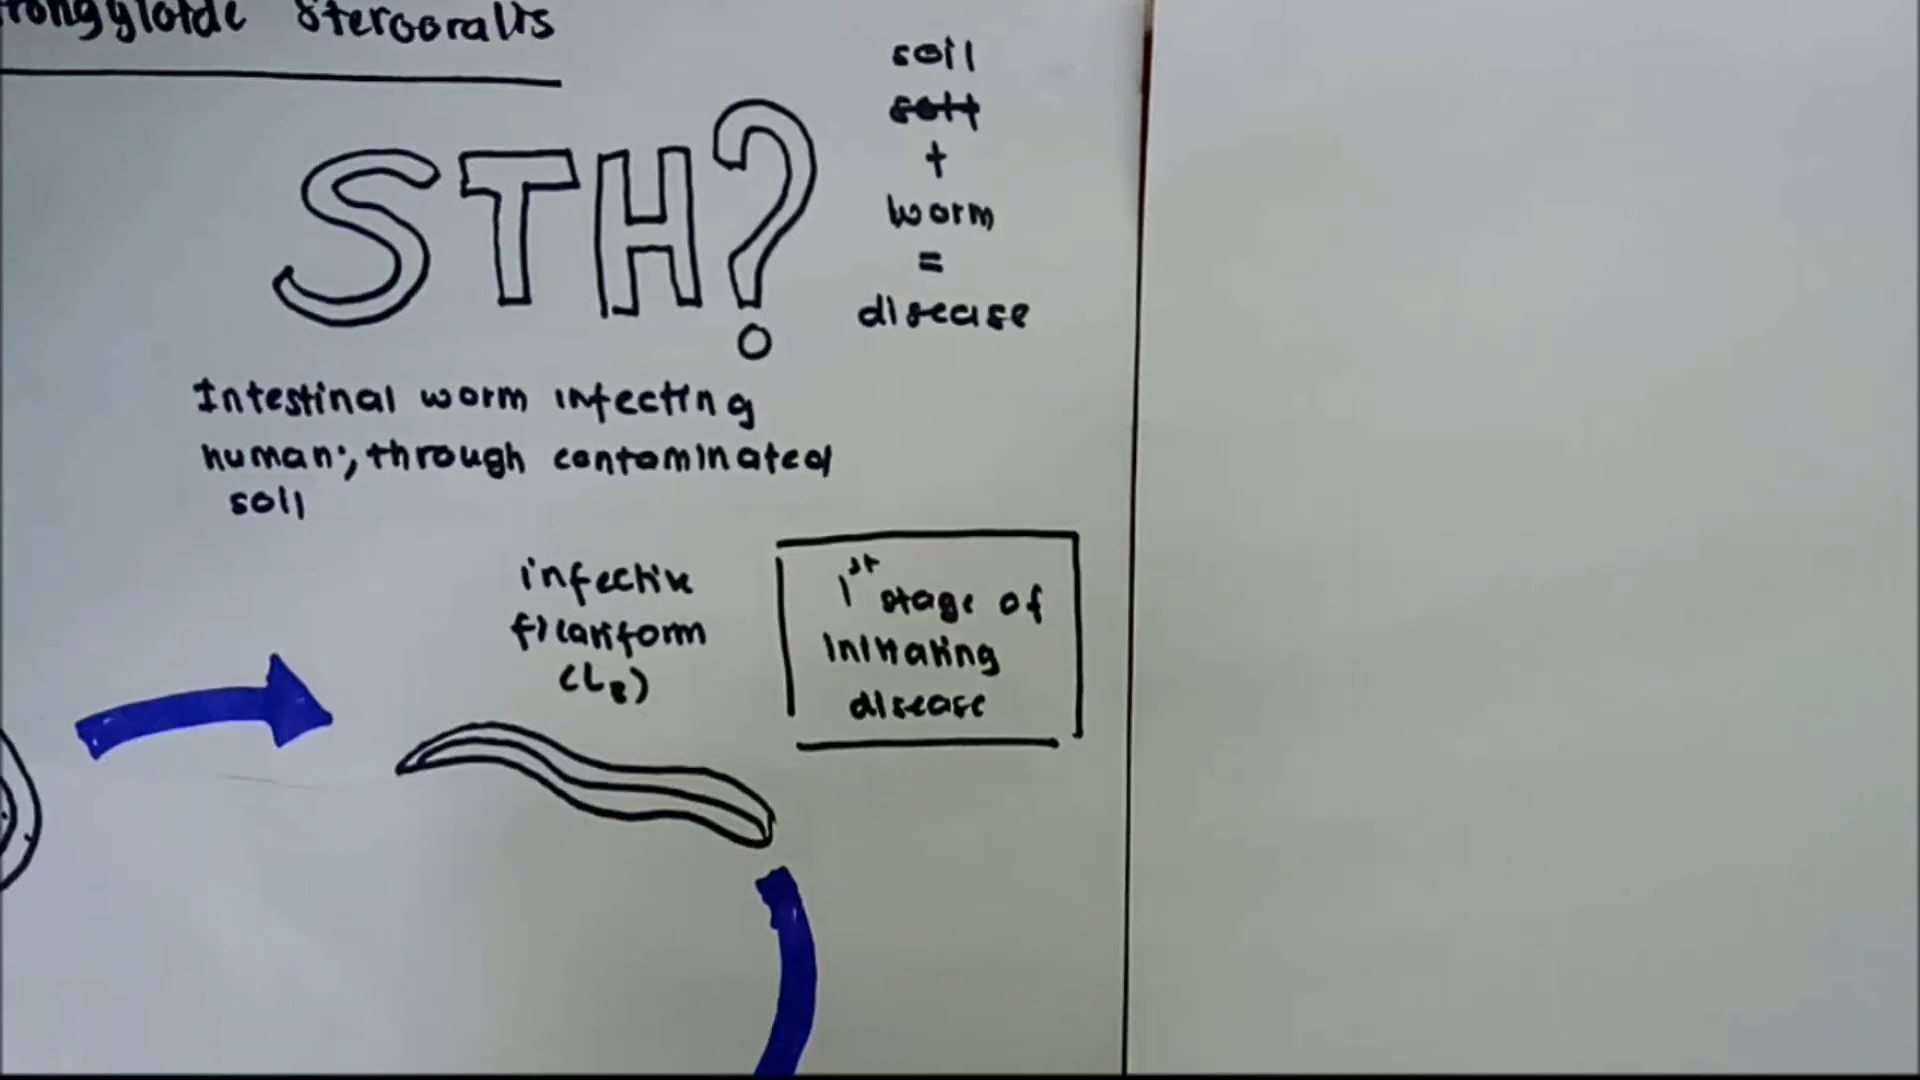 rongyloide stercoralis
STH?
soil
soil
+
worm
=
disease
Intestinal worm infecting
human; through contaminated
soil
infective
filariform
(L3)
1st stage of
initiating
disease